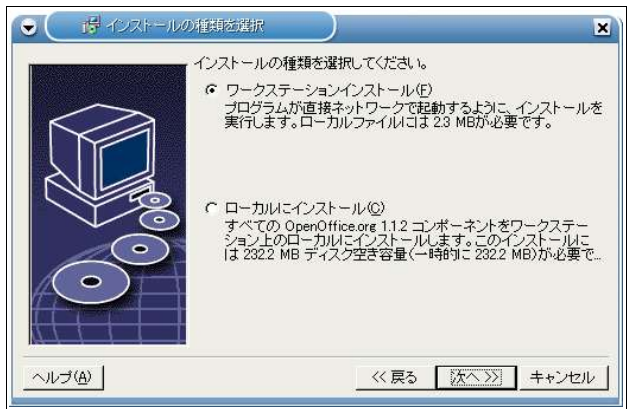 インストールの種類を選択
インストールの種類を選択してください。
ワークステーションインストール(F)
プログラムが直接ネットワークで起動するように、インストールを
実行します。ローカルファイルには 2.3 MBが必要です。
ローカルにインストール(C)
すべての OpenOffice.org 1.1.2 コンポーネントをワークステー
ション上のローカルにインストールします。このインストールに
は 232.2 MB ディスク空き容量(一時的に 232.2 MB)が必要で...
ヘルプ(A)
<< 戻る
次へ >>
キャンセル